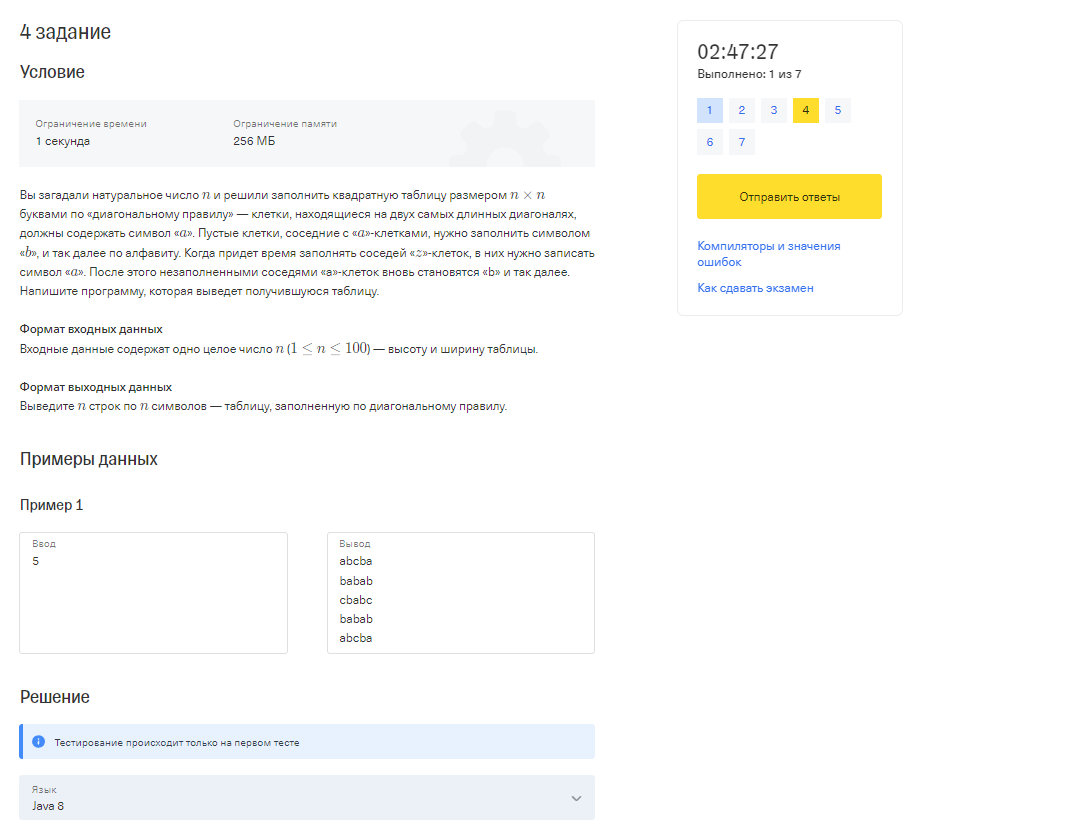 4 задание
Условие
Ограничение времени
1 секунда
Ограничение памяти
256 МБ
Вы загадали натуральное число n и решили заполнить квадратную таблицу размером n × n
буквами по «диагональному правилу» — клетки, находящиеся на двух самых длинных диагоналях,
должны содержать символ «a». Пустые клетки, соседние с «a»-клетками, нужно заполнить символом
«b», и так далее по алфавиту. Когда придет время заполнять соседей «z»-клеток, в них нужно записать
символ «a». После этого незаполненными соседями «а»-клеток вновь становятся «b» и так далее.
Напишите программу, которая выведет получившуюся таблицу.
Формат входных данных
Входные данные содержат одно целое число n (1 ≤ n ≤ 100) — высоту и ширину таблицы.
Формат выходных данных
Выведите n строк по n символов — таблицу, заполненную по диагональному правилу.
Примеры данных
Пример 1
Ввод
5
Вывод
abcba
babab
cbabc
babab
abcba
Решение
Тестирование происходит только на первом тесте
Язык
Java 8
02:47:27
Выполнено: 1 из 7
1 2 3 4 5
6 7
Отправить ответы
Компиляторы и значения
ошибок
Как сдавать экзамен